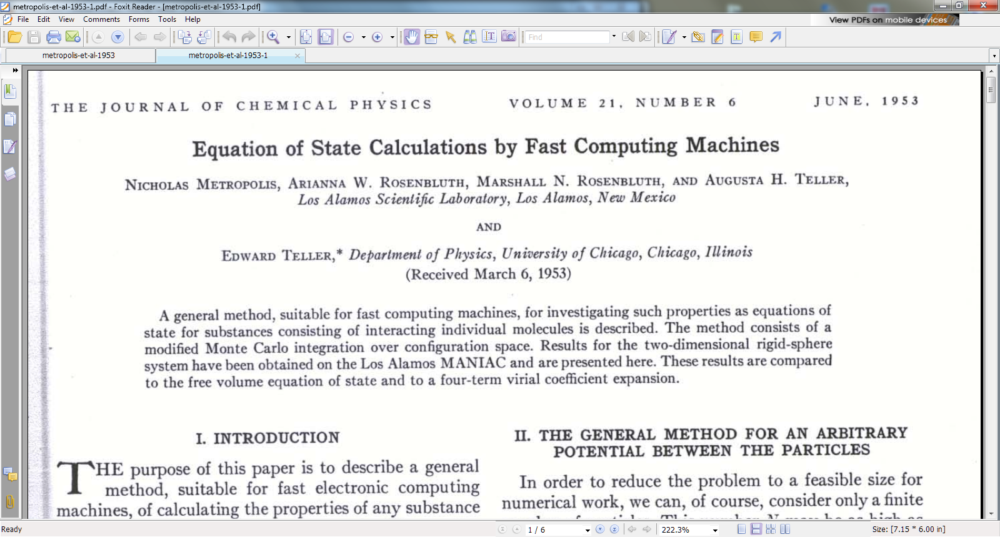 metropolis-et-al-1953-1.pdf - Foxit Reader - [metropolis-et-al-1953-1.pdf]
File Edit View Comments Forms Tools Help
View PDFs on mobile devices
Find
metropolis-et-al-1953 metropolis-et-al-1953-1
THE JOURNAL OF CHEMICAL PHYSICS VOLUME 21, NUMBER 6 JUNE, 1953
Equation of State Calculations by Fast Computing Machines
NICHOLAS METROPOLIS, ARIANNA W. ROSENBLUTH, MARSHALL N. ROSENBLUTH, AND AUGUSTA H. TELLER,
Los Alamos Scientific Laboratory, Los Alamos, New Mexico
AND
EDWARD TELLER,* Department of Physics, University of Chicago, Chicago, Illinois
(Received March 6, 1953)
A general method, suitable for fast computing machines, for investigating such properties as equations of
state for substances consisting of interacting individual molecules is described. The method consists of a
modified Monte Carlo integration over configuration space. Results for the two-dimensional rigid-sphere
system have been obtained on the Los Alamos MANIAC and are presented here. These results are compared
to the free volume equation of state and to a four-term virial coefficient expansion.
I. INTRODUCTION
THE purpose of this paper is to describe a general
method, suitable for fast electronic computing
machines, of calculating the properties of any substance
II. THE GENERAL METHOD FOR AN ARBITRARY
POTENTIAL BETWEEN THE PARTICLES
In order to reduce the problem to a feasible size for
numerical work, we can, of course, consider only a finite
Ready 1 / 6 222.3% Size: [7.15 * 6.00 in]